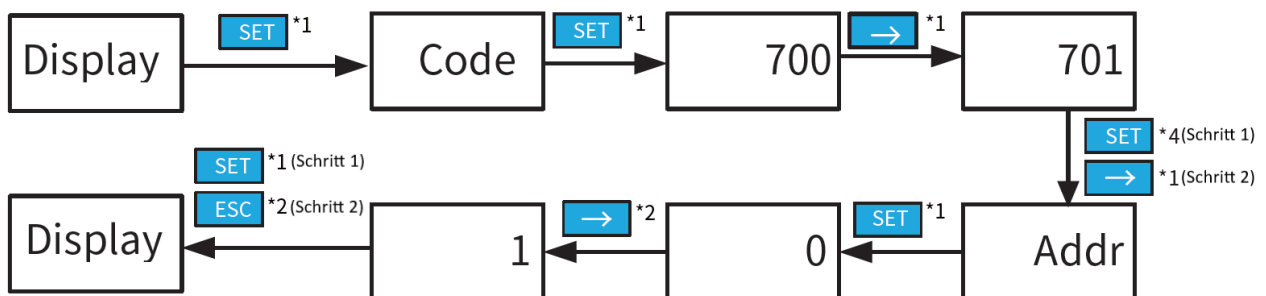 SET *1
SET *1
→ *1
Display
Code
700
701
SET *4 (Schritt 1)
→ *1 (Schritt 2)
SET *1 (Schritt 1)
ESC *2 (Schritt 2)
→ *2
SET *1
Display
1
0
Addr